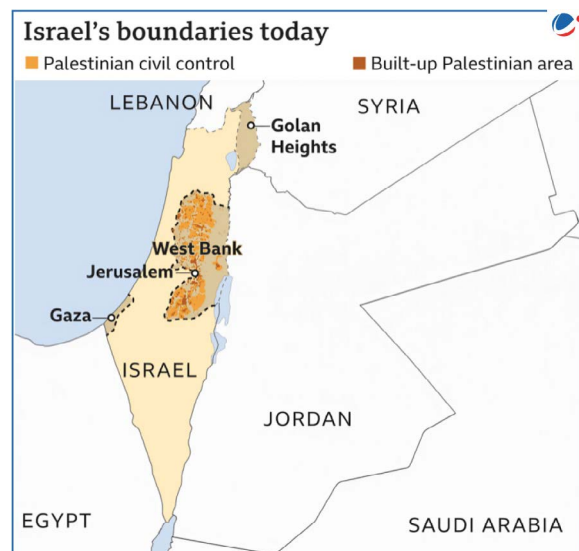 Israel's boundaries today
Palestinian civil control
Built-up Palestinian area
LEBANON
SYRIA
Golan
Heights
West Bank
Jerusalem
Gaza
ISRAEL
JORDAN
EGYPT
SAUDI ARABIA